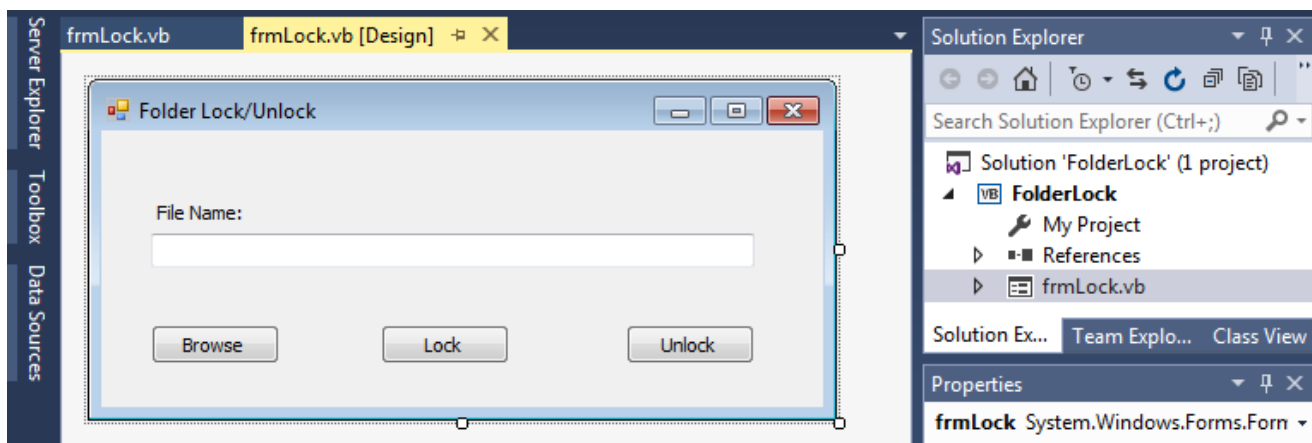 Server Explorer
Toolbox
Data Sources
frmLock.vb
frmLock.vb [Design]
Folder Lock/Unlock
File Name:
Browse
Lock
Unlock
Solution Explorer
Search Solution Explorer (Ctrl+;)
Solution 'FolderLock' (1 project)
VB FolderLock
My Project
References
frmLock.vb
Solution Ex... Team Explo... Class View
Properties
frmLock System.Windows.Forms.Form